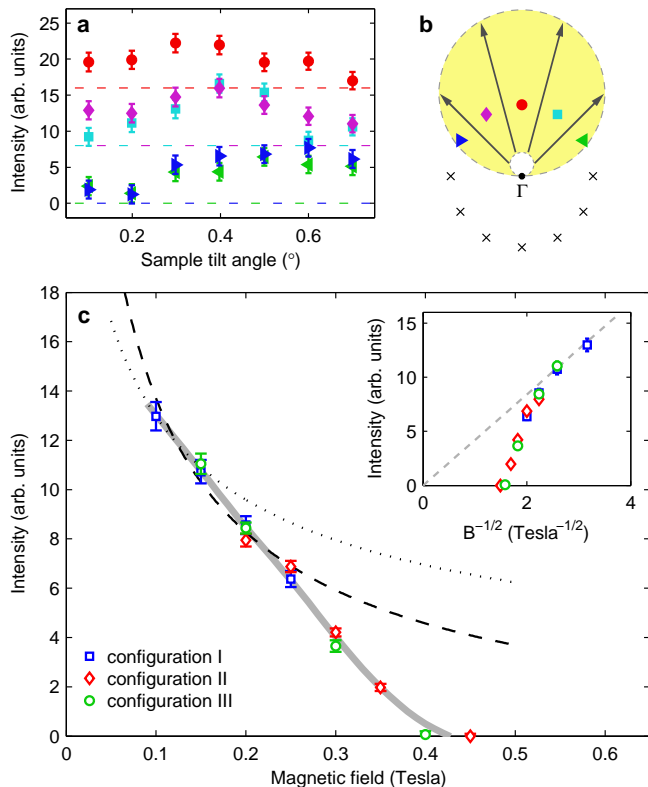 a
Intensity (arb. units)
25
20
15
10
5
0
0.2
0.4
0.6
Sample tilt angle (°)
b
Γ
c
Intensity (arb. units)
18
16
14
12
10
8
6
4
2
0
0
0.1
0.2
0.3
0.4
0.5
0.6
Magnetic field (Tesla)
configuration I
configuration II
configuration III
Intensity (arb. units)
15
10
5
0
0
2
4
B⁻¹/² (Tesla⁻¹/²)